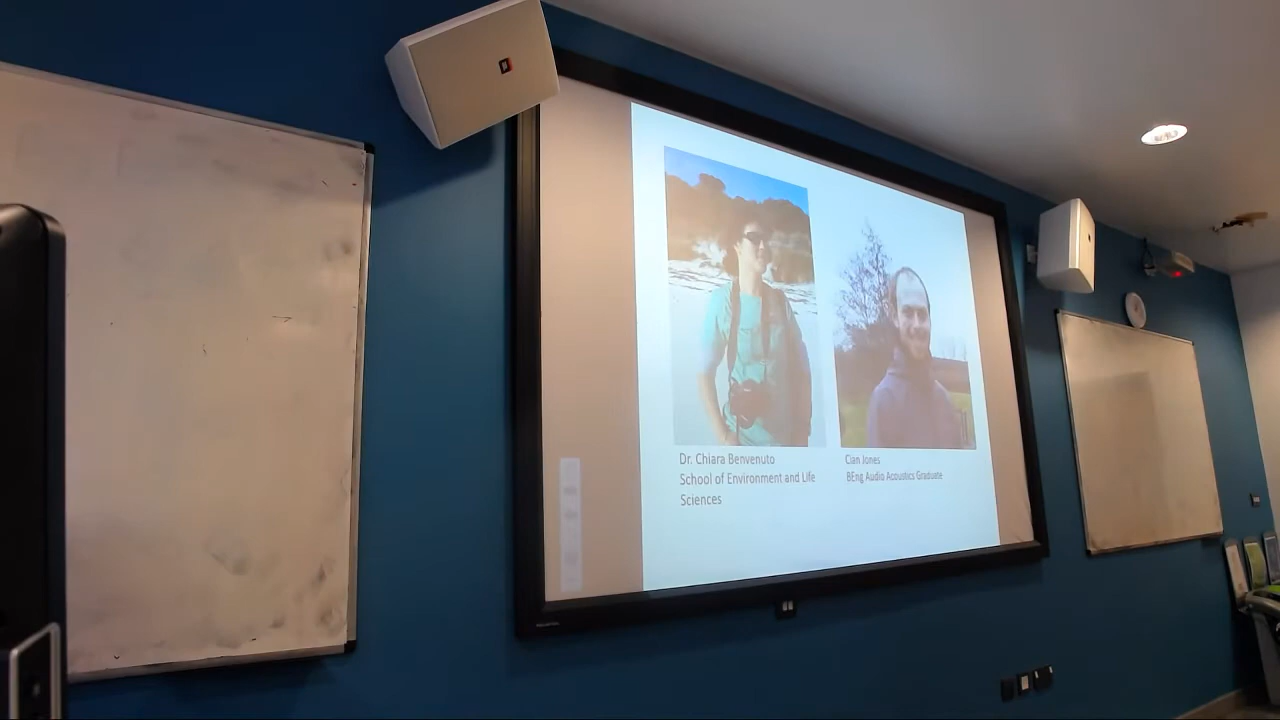 Dr. Chiara Benvenuto
School of Environment and Life
Sciences
Cian Jones
BEng Audio Acoustics Graduate